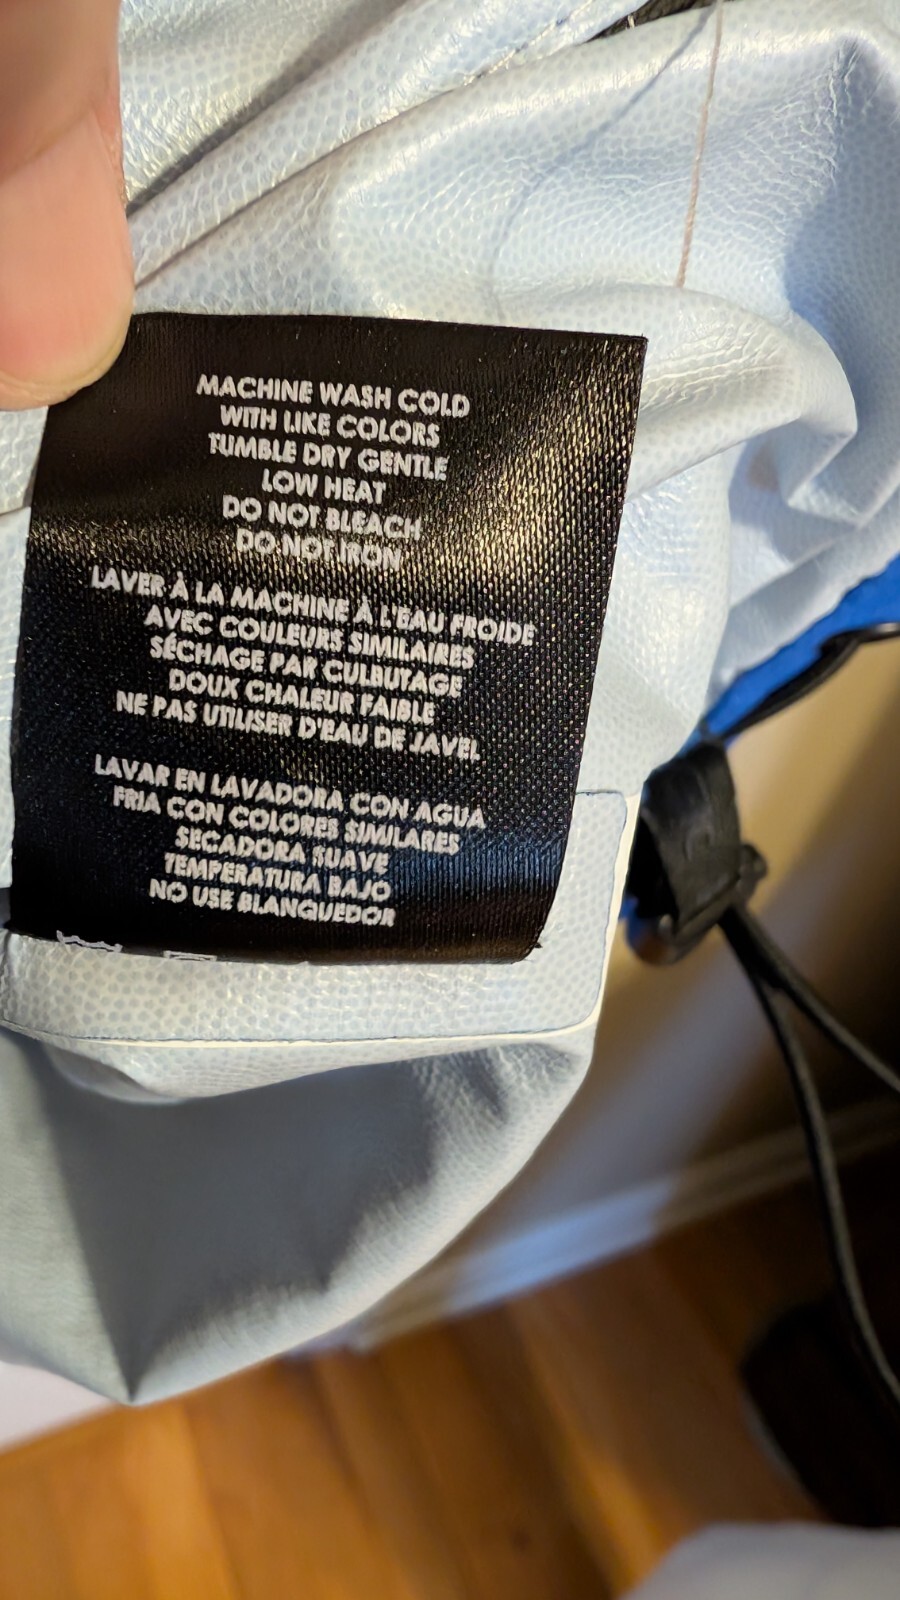 MACHINE WASH COLD
WITH LIKE COLORS
TUMBLE DRY GENTLE
LOW HEAT
DO NOT BLEACH
DO NOT IRON
LAVER À LA MACHINE À L'EAU FROIDE
AVEC COULEURS SIMILAIRES
SÉCHAGE PAR CULBUTAGE
DOUX CHALEUR FAIBLE
NE PAS UTILISER D'EAU DE JAVEL
LAVAR EN LAVADORA CON AGUA
FRIA CON COLORES SIMILARES
SECADORA SUAVE
TEMPERATURA BAJO
NO USE BLANQUEDOR